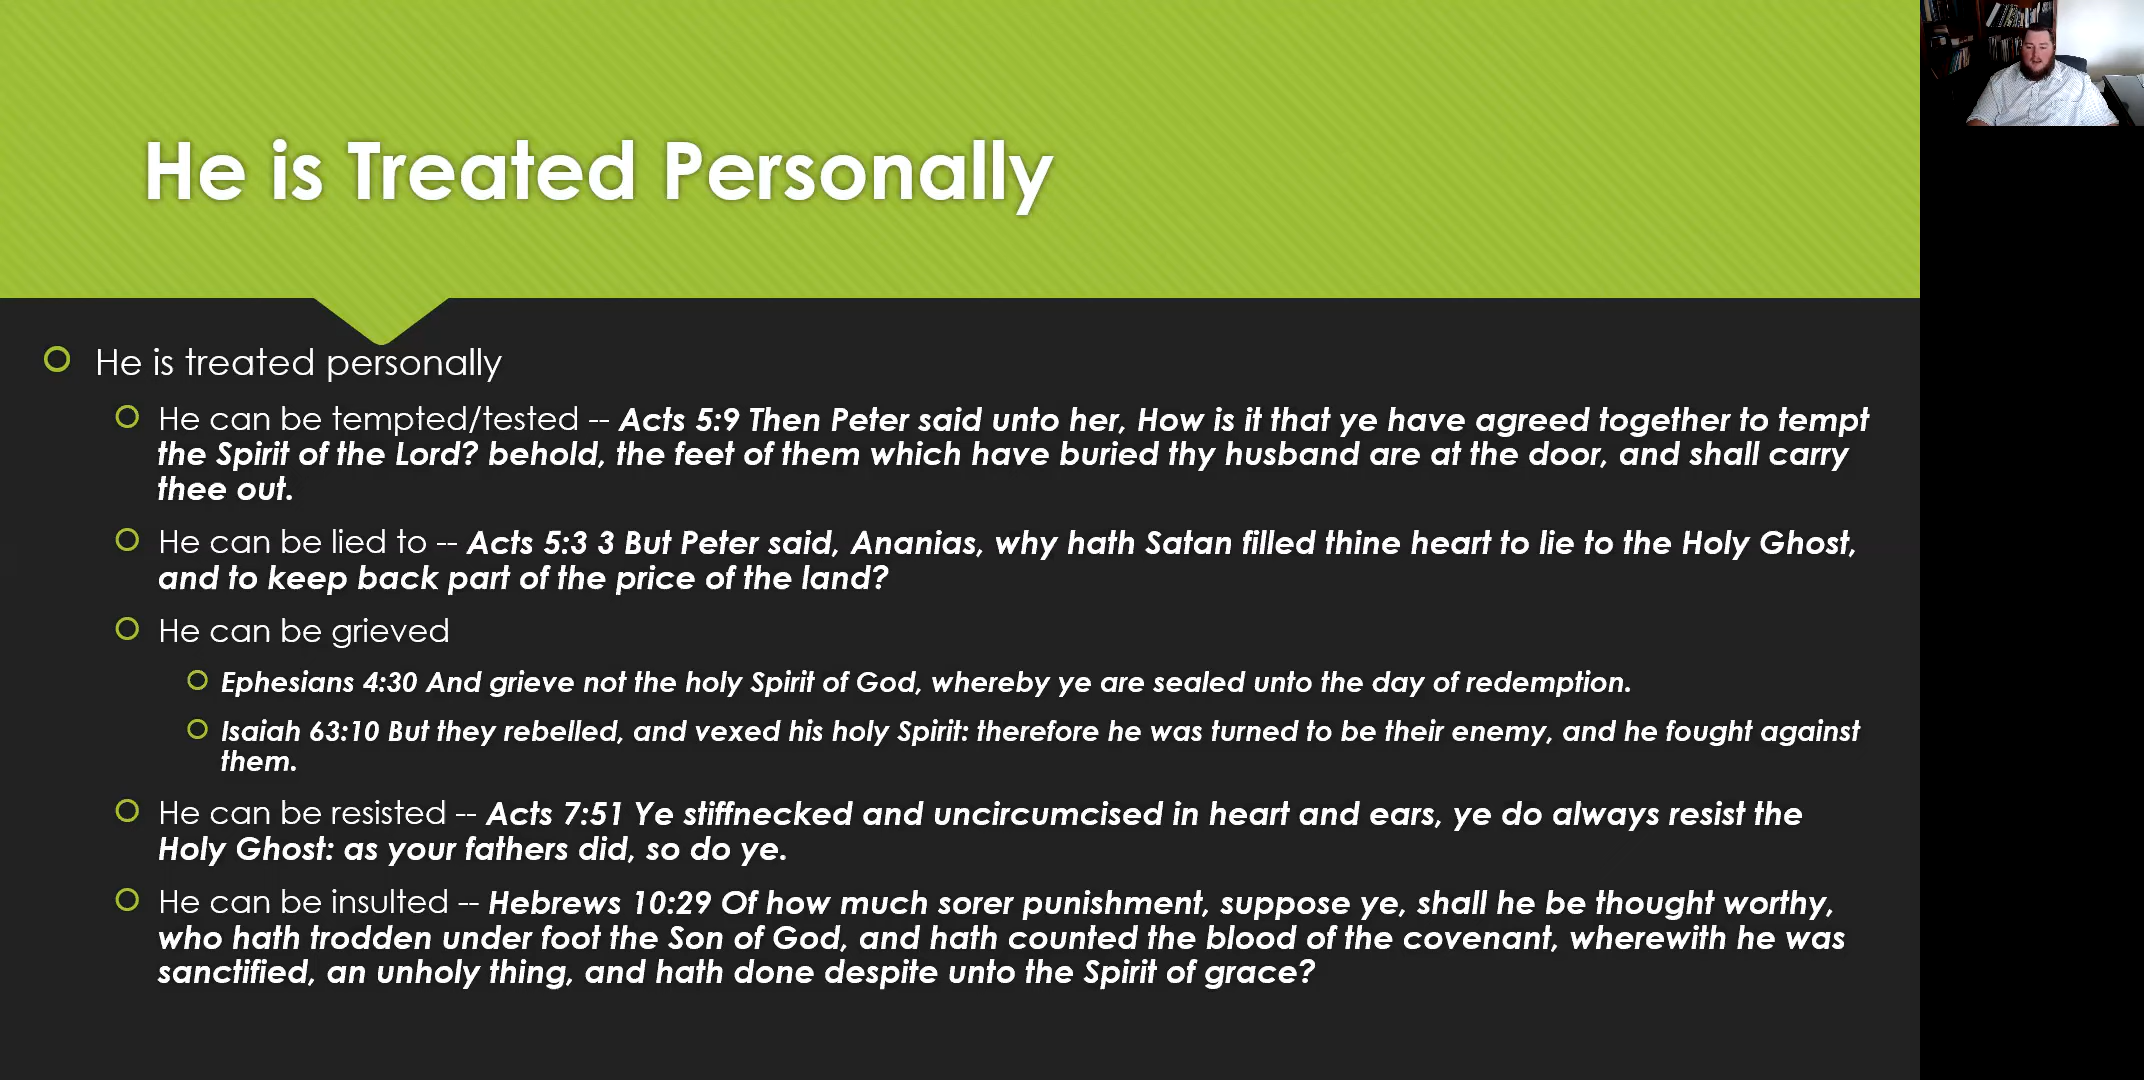 He is Treated Personally
He is treated personally
He can be tempted/tested -- Acts 5:9 Then Peter said unto her, How is it that ye have agreed together to tempt
the Spirit of the Lord? behold, the feet of them which have buried thy husband are at the door, and shall carry
thee out.
He can be lied to -- Acts 5:3 3 But Peter said, Ananias, why hath Satan filled thine heart to lie to the Holy Ghost,
and to keep back part of the price of the land?
He can be grieved
Ephesians 4:30 And grieve not the holy Spirit of God, whereby ye are sealed unto the day of redemption.
Isaiah 63:10 But they rebelled, and vexed his holy Spirit: therefore he was turned to be their enemy, and he fought against
them.
He can be resisted -- Acts 7:51 Ye stiffnecked and uncircumcised in heart and ears, ye do always resist the
Holy Ghost: as your fathers did, so do ye.
He can be insulted -- Hebrews 10:29 Of how much sorer punishment, suppose ye, shall he be thought worthy,
who hath trodden under foot the Son of God, and hath counted the blood of the covenant, wherewith he was
sanctified, an unholy thing, and hath done despite unto the Spirit of grace?